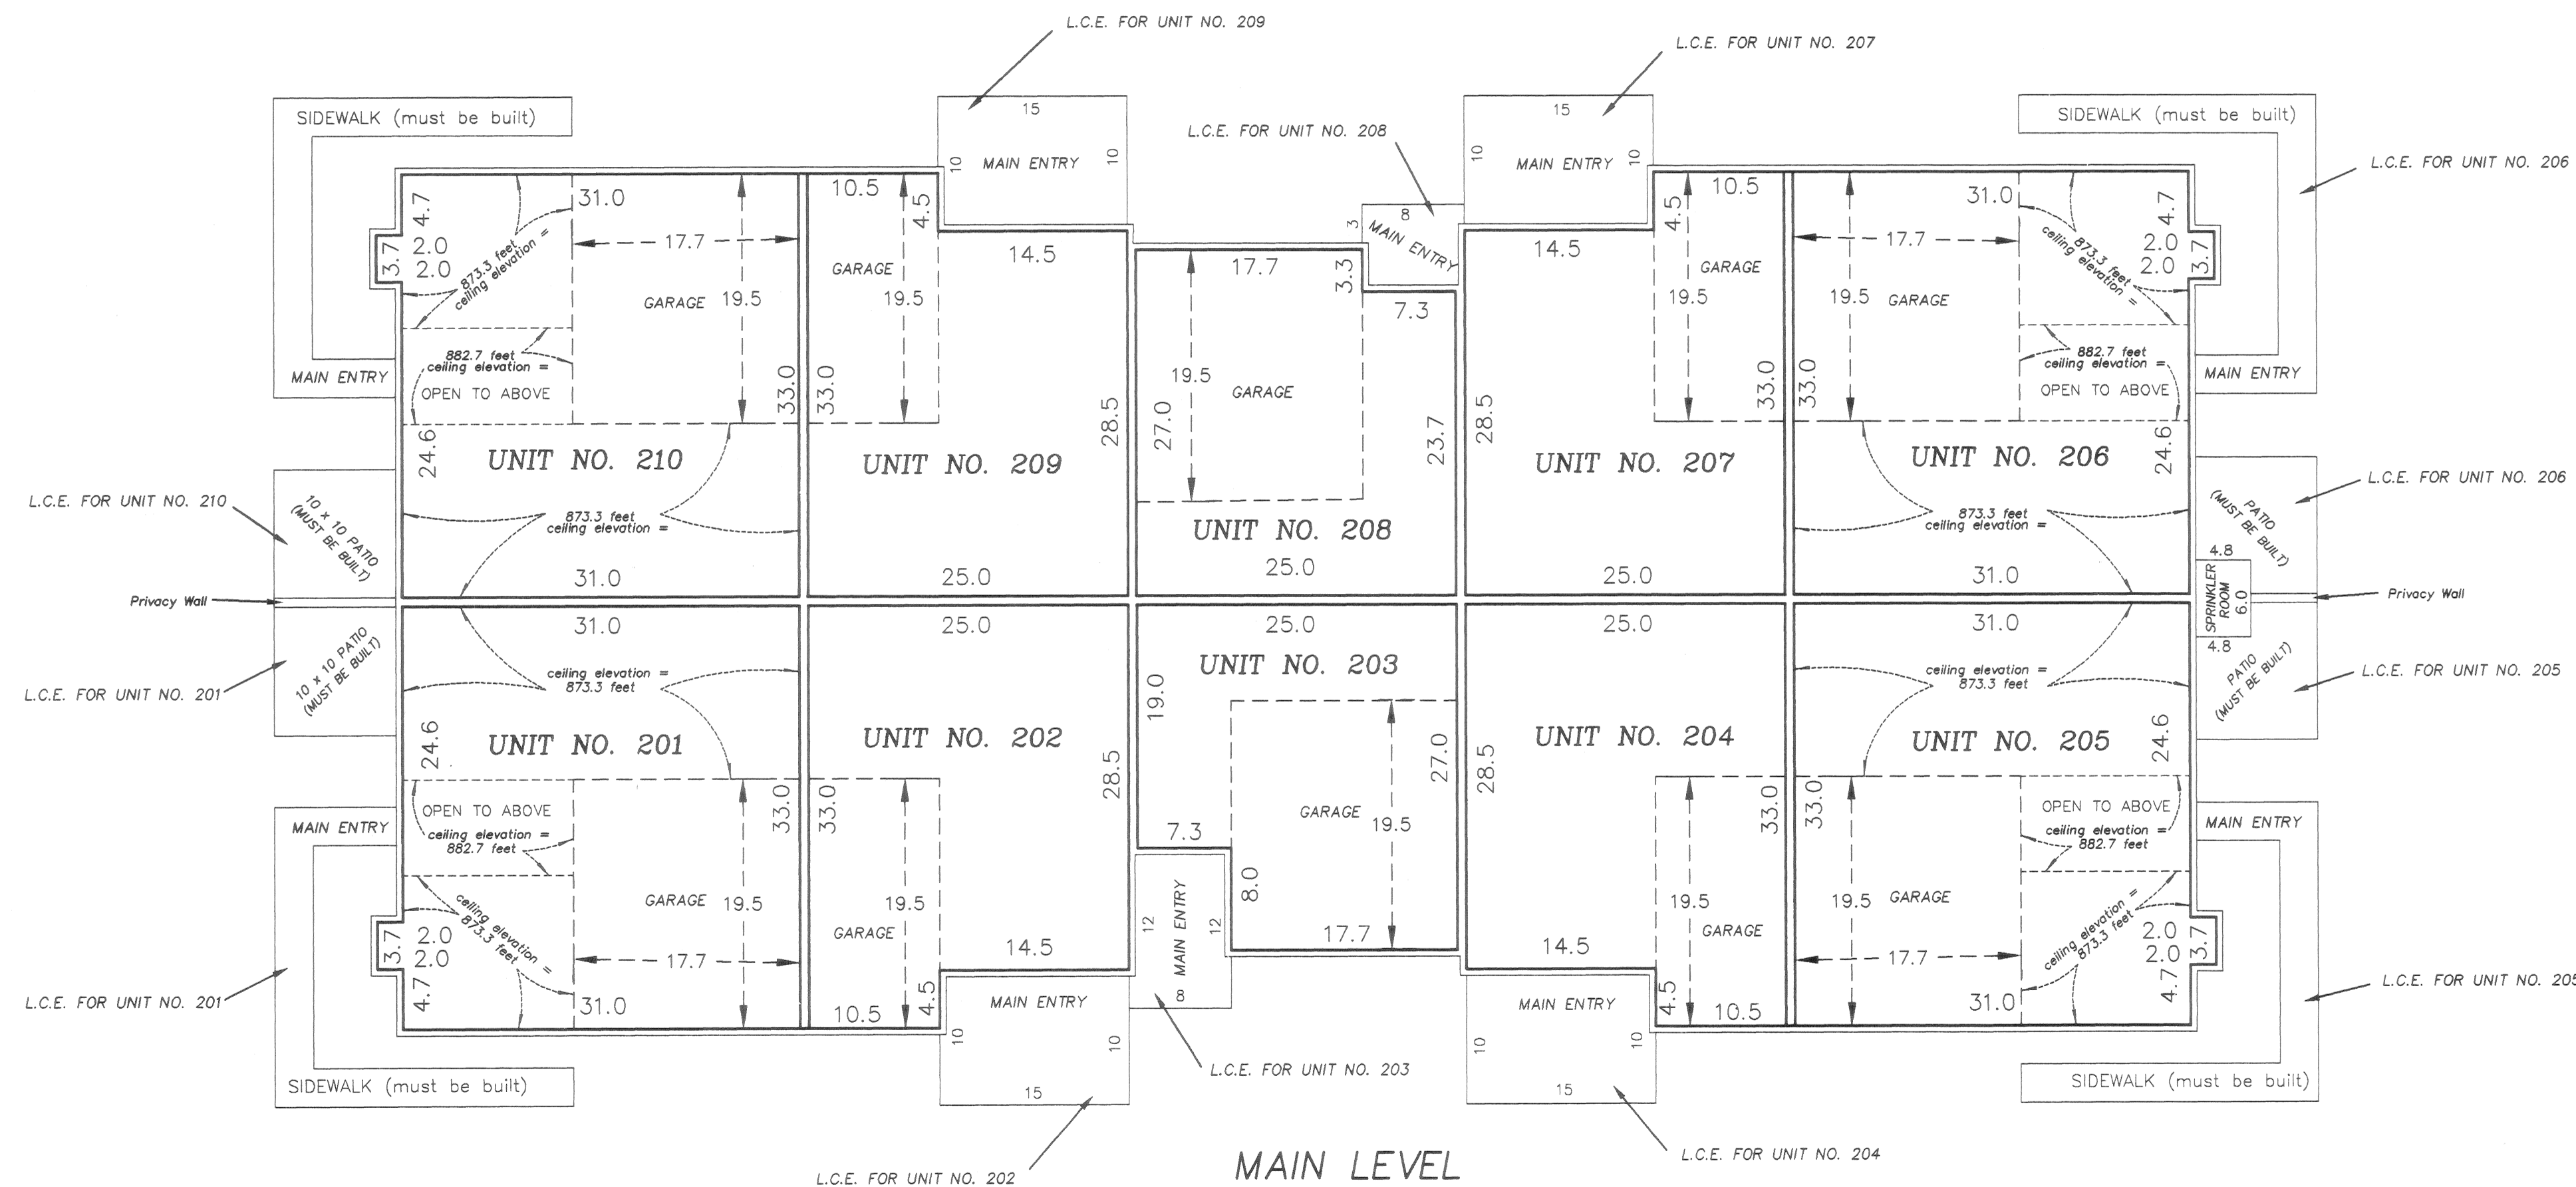 L.C.E. FOR UNIT NO. 209
L.C.E. FOR UNIT NO. 207
L.C.E. FOR UNIT NO. 208
L.C.E. FOR UNIT NO. 206
SIDEWALK (must be built)
15
10
MAIN ENTRY
10
15
10
MAIN ENTRY
10
SIDEWALK (must be built)
8
3
MAIN ENTRY
31.0
4.7
3.7
2.0
2.0
873.3 feet
ceiling elevation =
17.7
GARAGE
19.5
882.7 feet
ceiling elevation =
OPEN TO ABOVE
MAIN ENTRY
33.0
24.6
UNIT NO. 210
873.3 feet
ceiling elevation =
31.0
10.5
4.5
GARAGE
19.5
14.5
33.0
28.5
UNIT NO. 209
25.0
17.7
3.3
7.3
19.5
GARAGE
27.0
23.7
UNIT NO. 208
25.0
10.5
4.5
14.5
GARAGE
19.5
28.5
33.0
UNIT NO. 207
25.0
31.0
4.7
17.7
2.0
2.0
3.7
873.3 feet
ceiling elevation =
19.5
GARAGE
882.7 feet
ceiling elevation =
OPEN TO ABOVE
MAIN ENTRY
33.0
24.6
UNIT NO. 206
873.3 feet
ceiling elevation =
31.0
L.C.E. FOR UNIT NO. 210
10 x 10 PATIO
(MUST BE BUILT)
Privacy Wall
10 x 10 PATIO
(MUST BE BUILT)
L.C.E. FOR UNIT NO. 201
L.C.E. FOR UNIT NO. 206
PATIO
(MUST BE BUILT)
4.8
SPRINKLER
ROOM
6.0
4.8
Privacy Wall
PATIO
(MUST BE BUILT)
L.C.E. FOR UNIT NO. 205
31.0
ceiling elevation =
873.3 feet
24.6
UNIT NO. 201
33.0
MAIN ENTRY
OPEN TO ABOVE
ceiling elevation =
882.7 feet
GARAGE
19.5
ceiling elevation =
873.3 feet
3.7
2.0
2.0
17.7
4.7
31.0
L.C.E. FOR UNIT NO. 201
SIDEWALK (must be built)
25.0
UNIT NO. 202
28.5
33.0
19.5
GARAGE
14.5
4.5
10.5
MAIN ENTRY
10
10
15
L.C.E. FOR UNIT NO. 202
25.0
UNIT NO. 203
19.0
27.0
7.3
GARAGE
19.5
8.0
17.7
12
MAIN ENTRY
12
8
L.C.E. FOR UNIT NO. 203
25.0
UNIT NO. 204
28.5
33.0
19.5
GARAGE
14.5
4.5
10.5
MAIN ENTRY
10
10
15
L.C.E. FOR UNIT NO. 204
31.0
ceiling elevation =
873.3 feet
24.6
UNIT NO. 205
33.0
OPEN TO ABOVE
ceiling elevation =
882.7 feet
MAIN ENTRY
19.5
GARAGE
ceiling elevation =
873.3 feet
2.0
2.0
3.7
17.7
4.7
31.0
L.C.E. FOR UNIT NO. 205
SIDEWALK (must be built)
MAIN LEVEL